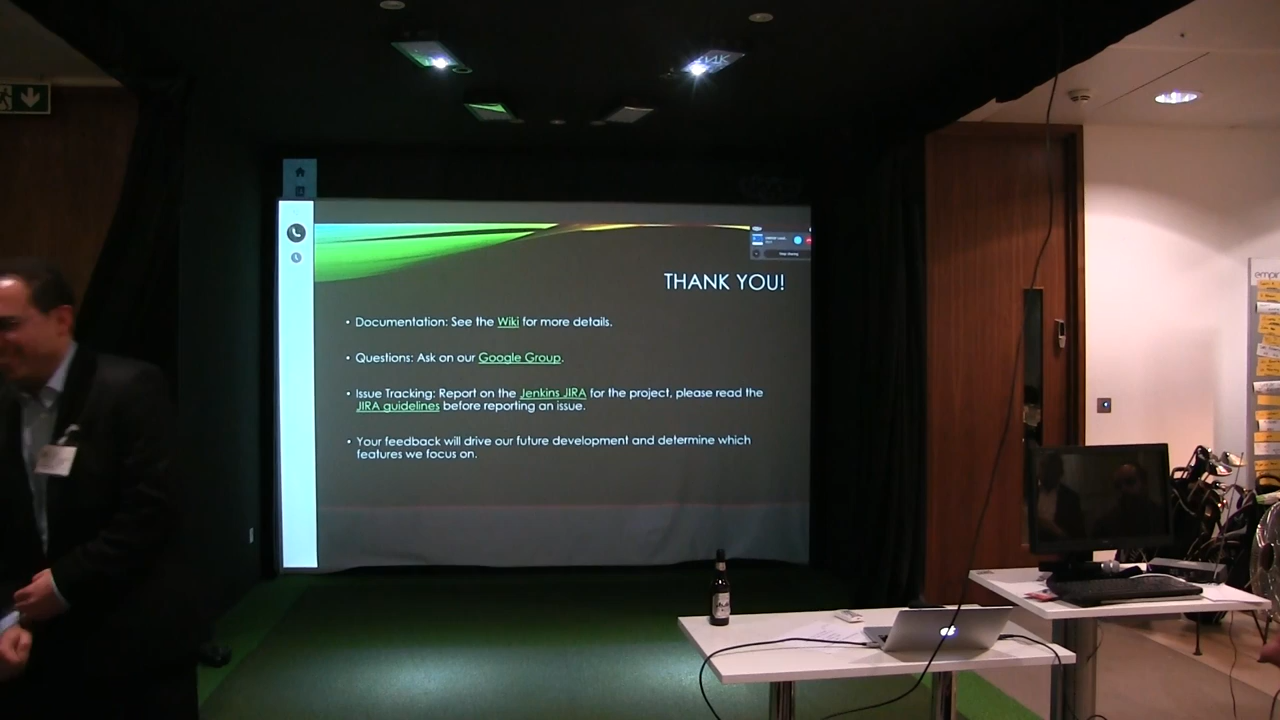 THANK YOU!
• Documentation: See the Wiki for more details.
• Questions: Ask on our Google Group.
• Issue Tracking: Report on the Jenkins JIRA for the project, please read the
JIRA guidelines before reporting an issue.
• Your feedback will drive our future development and determine which
features we focus on.